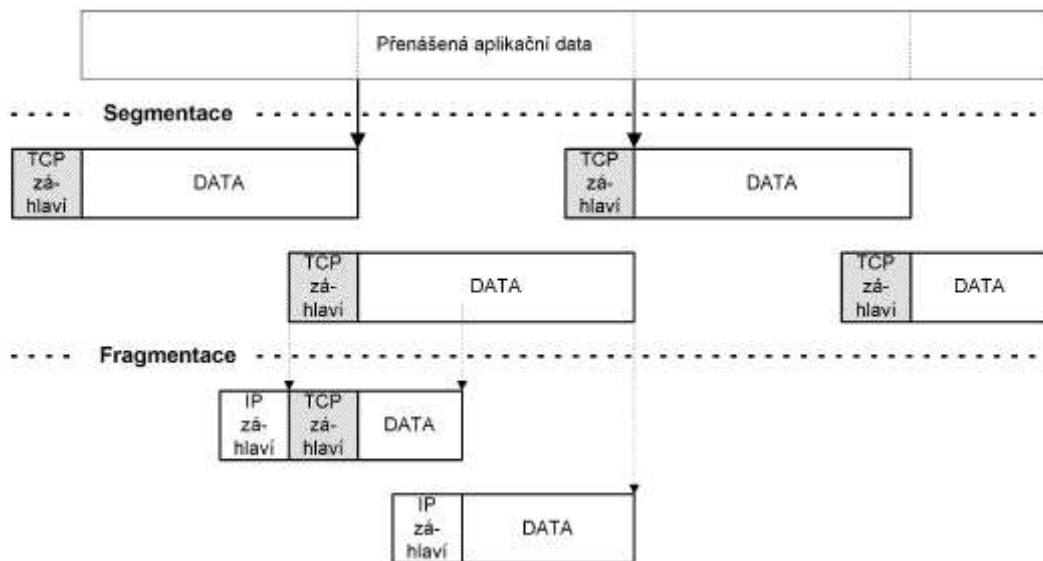 Přenášená aplikační data
Segmentace
TCP
zá-
hlaví
DATA
TCP
zá-
hlaví
DATA
TCP
zá-
hlaví
DATA
TCP
zá-
hlaví
DATA
Fragmentace
IP
zá-
hlaví
TCP
zá-
hlaví
DATA
IP
zá-
hlaví
DATA